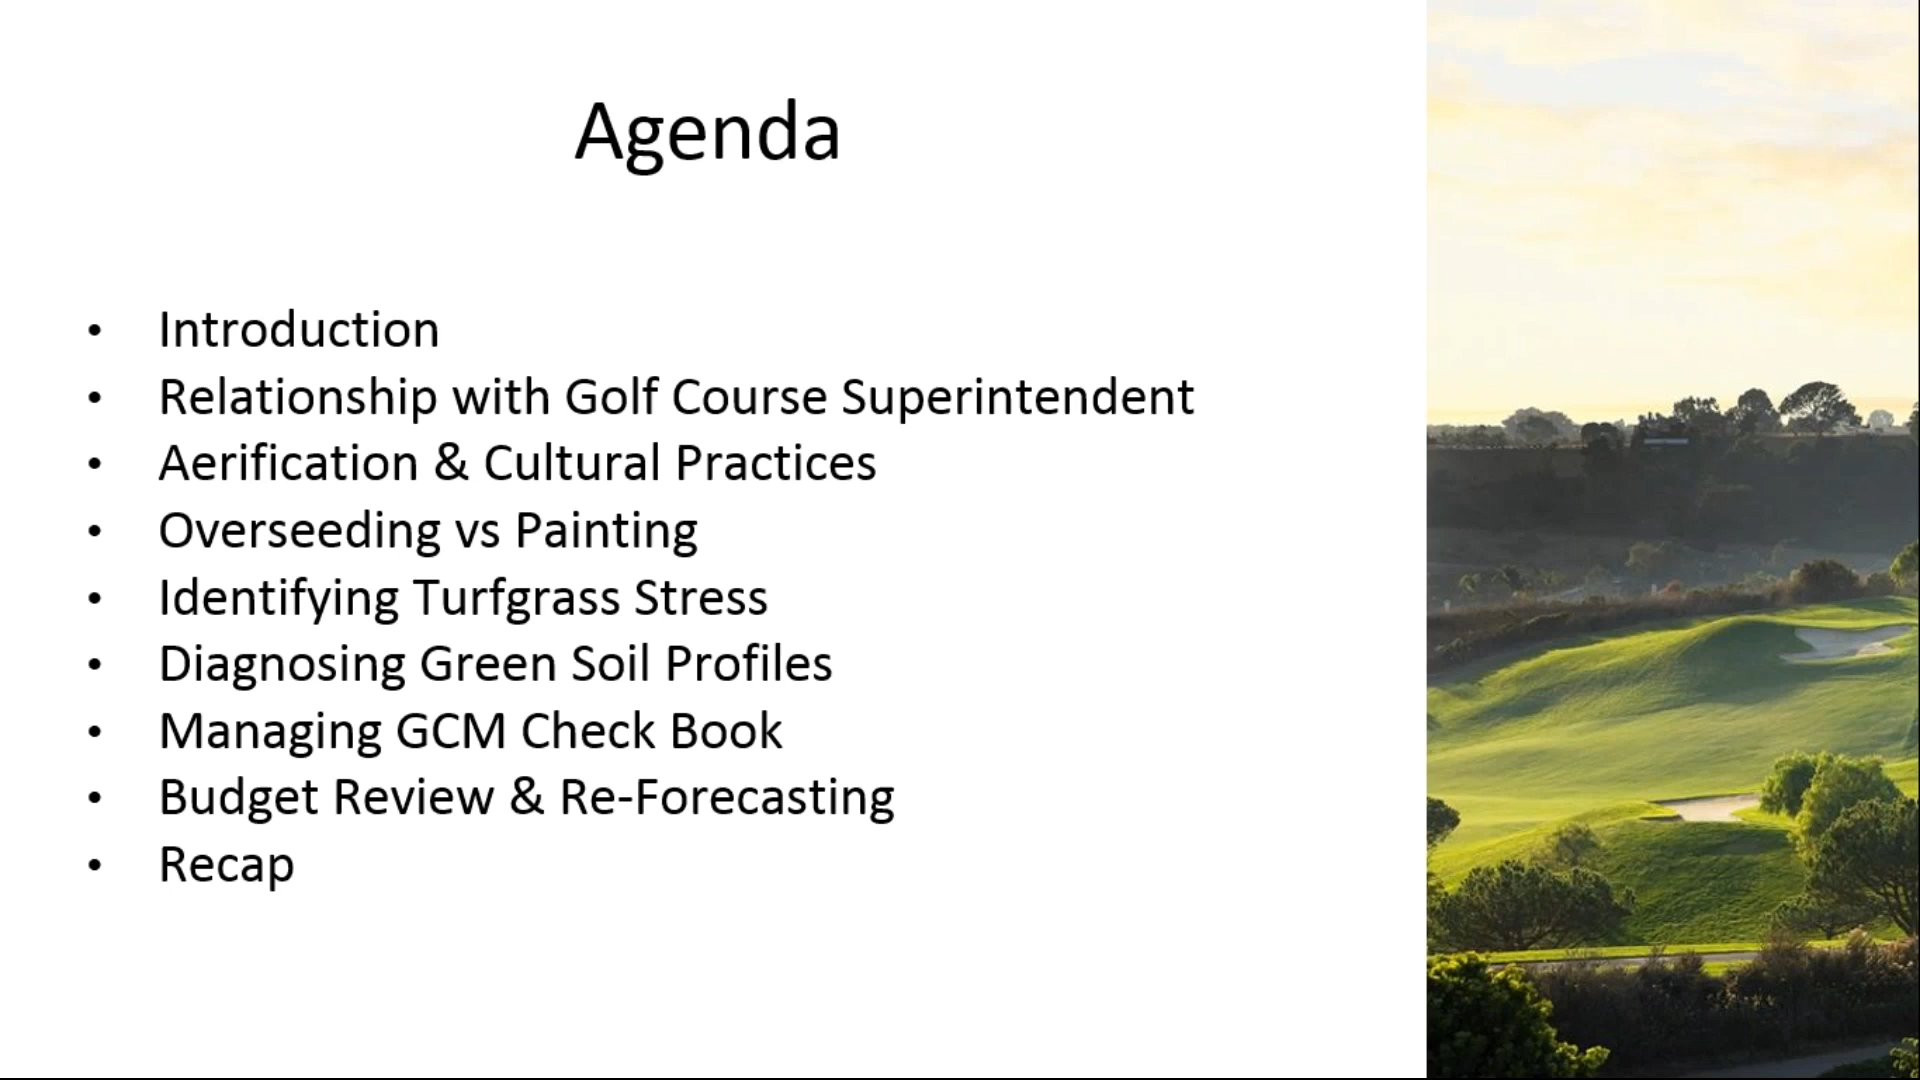 Agenda
• Introduction
• Relationship with Golf Course Superintendent
• Aerification & Cultural Practices
• Overseeding vs Painting
• Identifying Turfgrass Stress
• Diagnosing Green Soil Profiles
• Managing GCM Check Book
• Budget Review & Re-Forecasting
• Recap